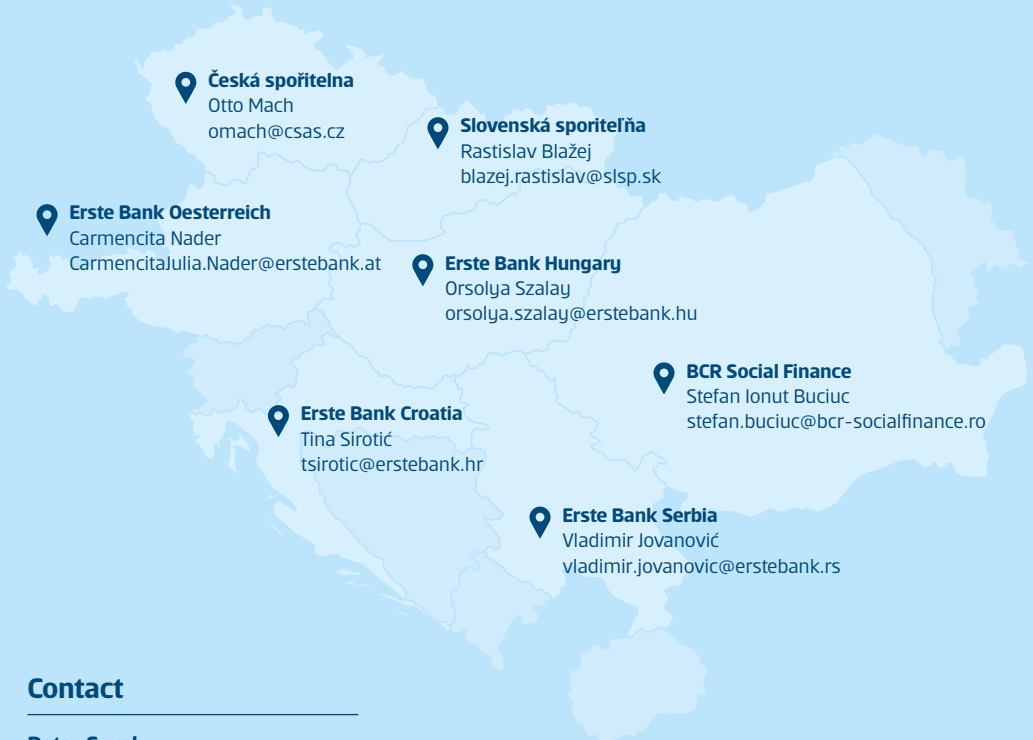 Česká spořitelna
Otto Mach
omach@csas.cz
Slovenská sporiteľňa
Rastislav Blažej
blazej.rastislav@slsp.sk
Erste Bank Oesterreich
Carmencita Nader
CarmencitaJulia.Nader@erstebank.at
Erste Bank Hungary
Orsolya Szalay
orsolya.szalay@erstebank.hu
BCR Social Finance
Stefan Ionut Buciuc
stefan.buciuc@bcr-socialfinance.ro
Erste Bank Croatia
Tina Sirotić
tsirotic@erstebank.hr
Erste Bank Serbia
Vladimir Jovanović
vladimir.jovanovic@erstebank.rs
Contact